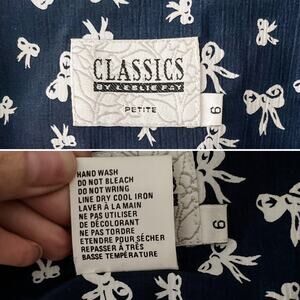 CLASSICS
BY LESLIE FAY
PETITE
6
HAND WASH
DO NOT BLEACH
DO NOT WRING
LINE DRY COOL IRON
LAVER À LA MAIN
NE PAS UTILISER
DE DÉCOLORANT
NE PAS TORDRE
ETENDRE POUR SÉCHER
REPASSER À TRÈS
BASSE TEMPÉRATURE
6